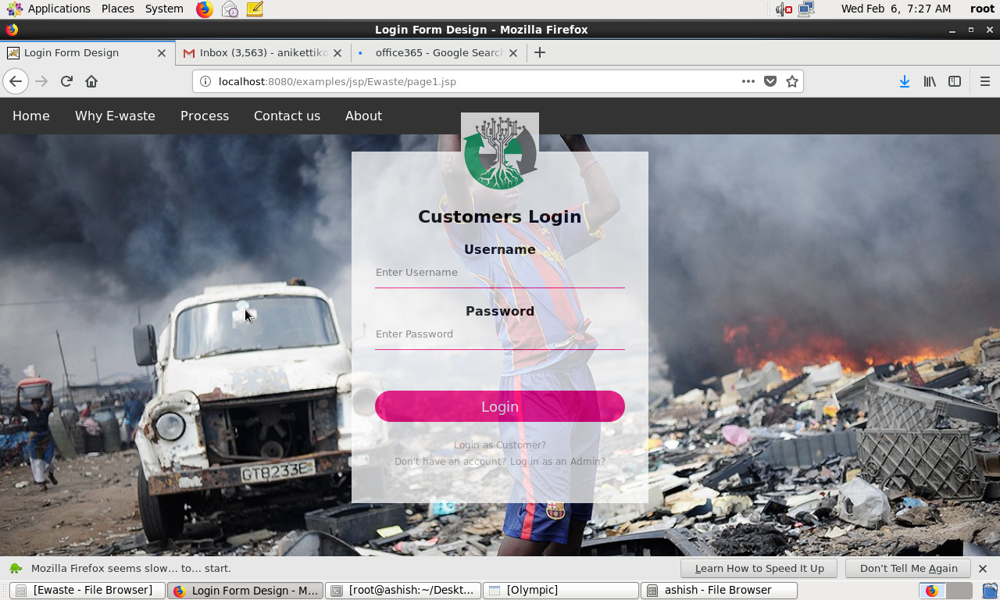 Applications Places System Wed Feb 6, 7:27 AM root
Login Form Design - Mozilla Firefox
Login Form Design Inbox (3,563) - anikettiko office365 - Google Search
localhost:8080/examples/jsp/Ewaste/page1.jsp
Home Why E-waste Process Contact us About
Customers Login
Username
Enter Username
Password
Enter Password
Login
Login as Customer?
Don't have an account? Log in as an Admin?
GT8233E
Mozilla Firefox seems slow... to... start. Learn How to Speed It Up Don't Tell Me Again
[Ewaste - File Browser] Login Form Design - M... [root@ashish:~/Deskt... [Olympic] ashish - File Browser